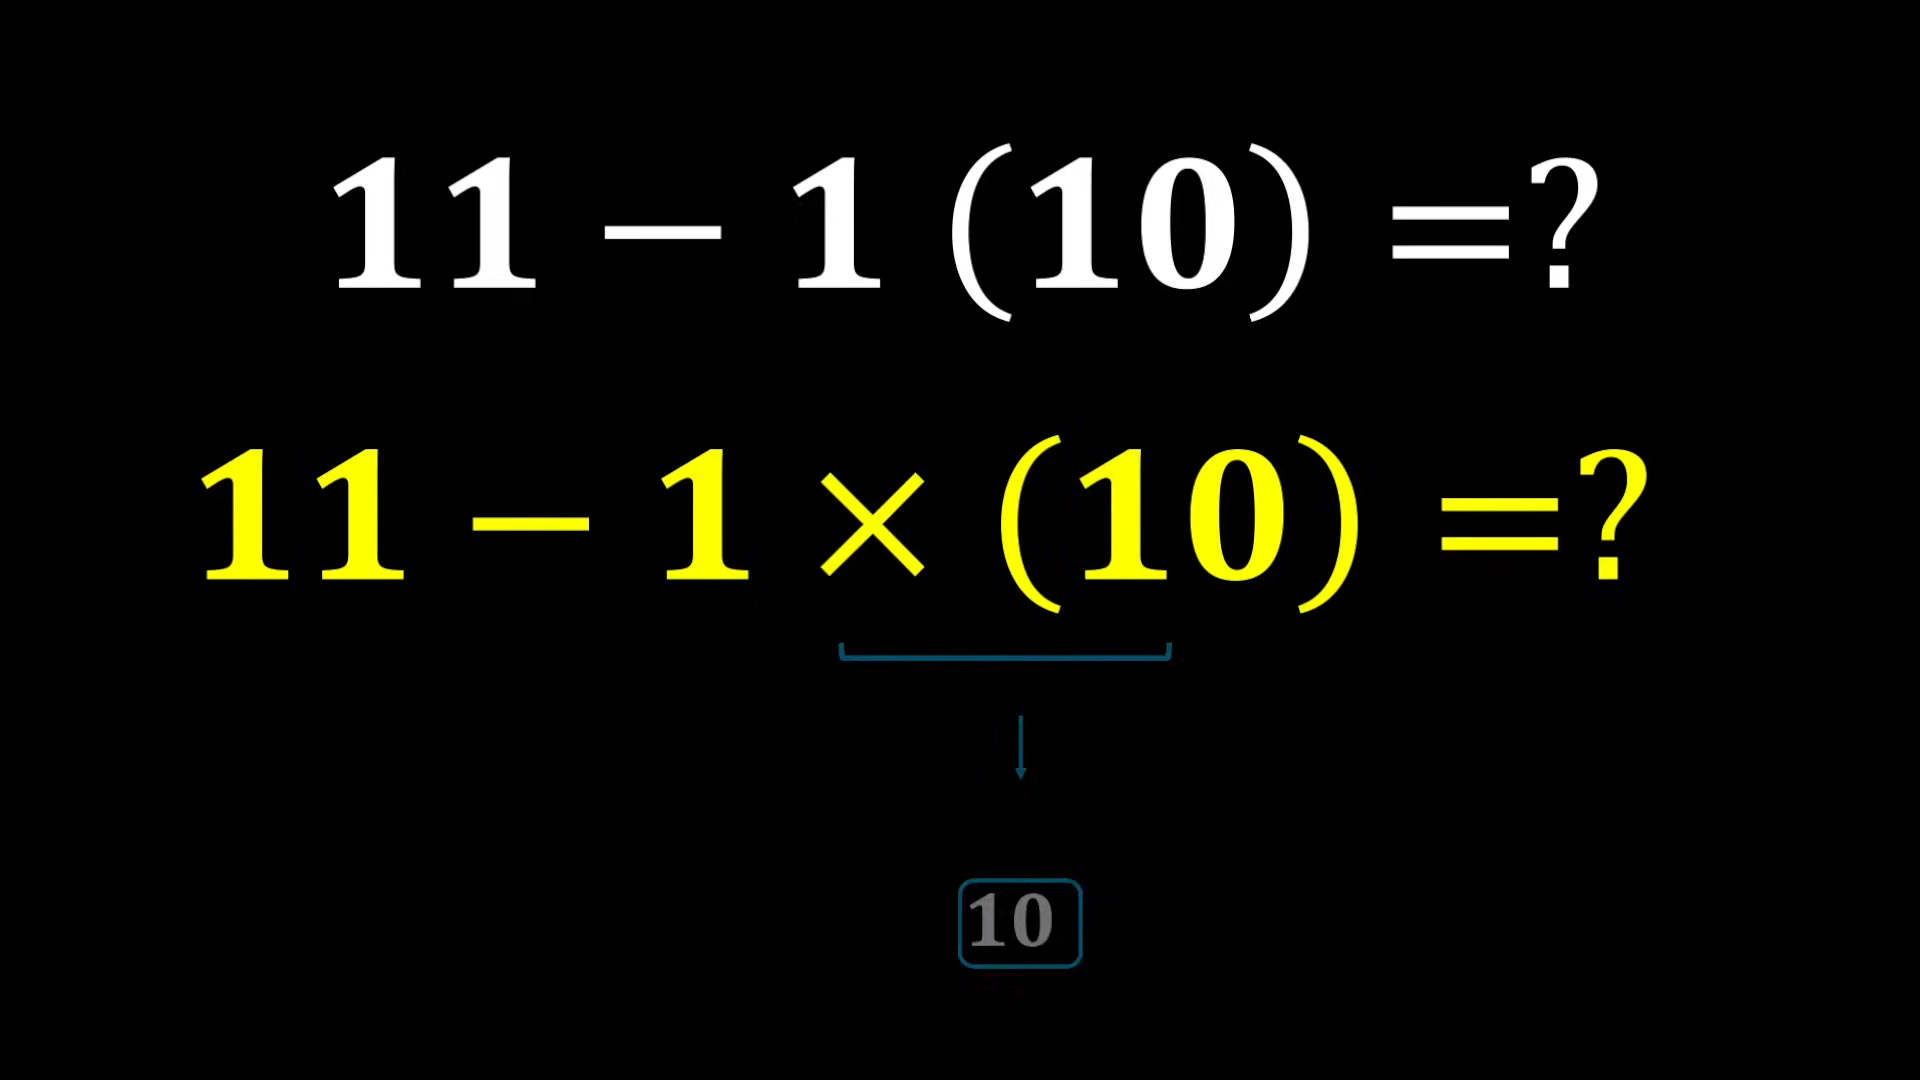 11 − 1 (10) =?
11 − 1 × (10) =?
10